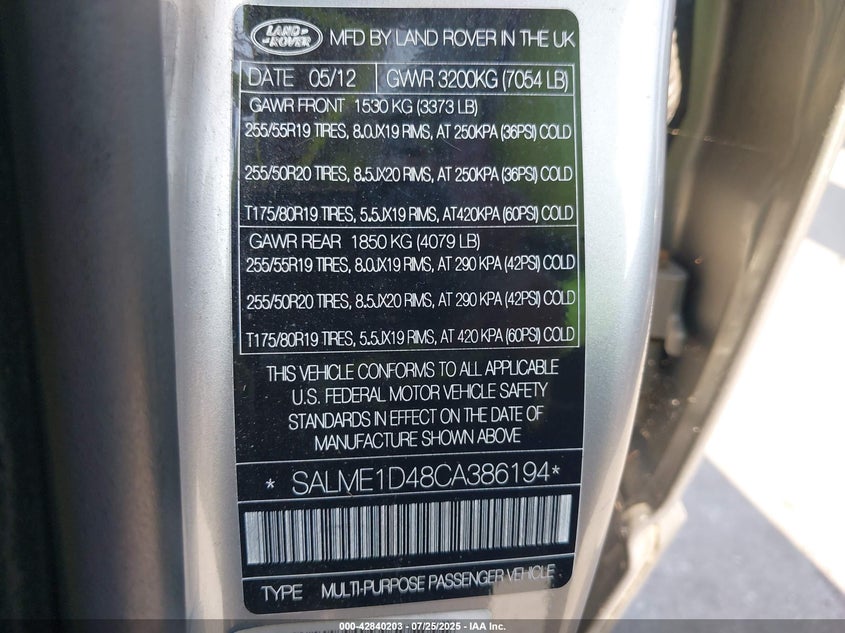 LAND ROVER MFD BY LAND ROVER IN THE UK
DATE 05/12 GVWR 3200KG (7054 LB)
GAWR FRONT 1530 KG (3373 LB)
255/55R19 TIRES, 8.0JX19 RIMS, AT 250KPA (36PSI) COLD
255/50R20 TIRES, 8.5JX20 RIMS, AT 250KPA (36PSI) COLD
T175/80R19 TIRES, 5.5JX19 RIMS, AT420KPA (60PSI) COLD
GAWR REAR 1850 KG (4079 LB)
255/55R19 TIRES, 8.0JX19 RIMS, AT 290 KPA (42PSI) COLD
255/50R20 TIRES, 8.5JX20 RIMS, AT 290 KPA (42PSI) COLD
T175/80R19 TIRES, 5.5JX19 RIMS, AT 420 KPA (60PSI) COLD
THIS VEHICLE CONFORMS TO ALL APPLICABLE
U.S. FEDERAL MOTOR VEHICLE SAFETY
STANDARDS IN EFFECT ON THE DATE OF
MANUFACTURE SHOWN ABOVE
* SALME1D48CA386194 *
TYPE MULTI-PURPOSE PASSENGER VEHICLE
000-42840203 - 07/25/2025 - IAA Inc.